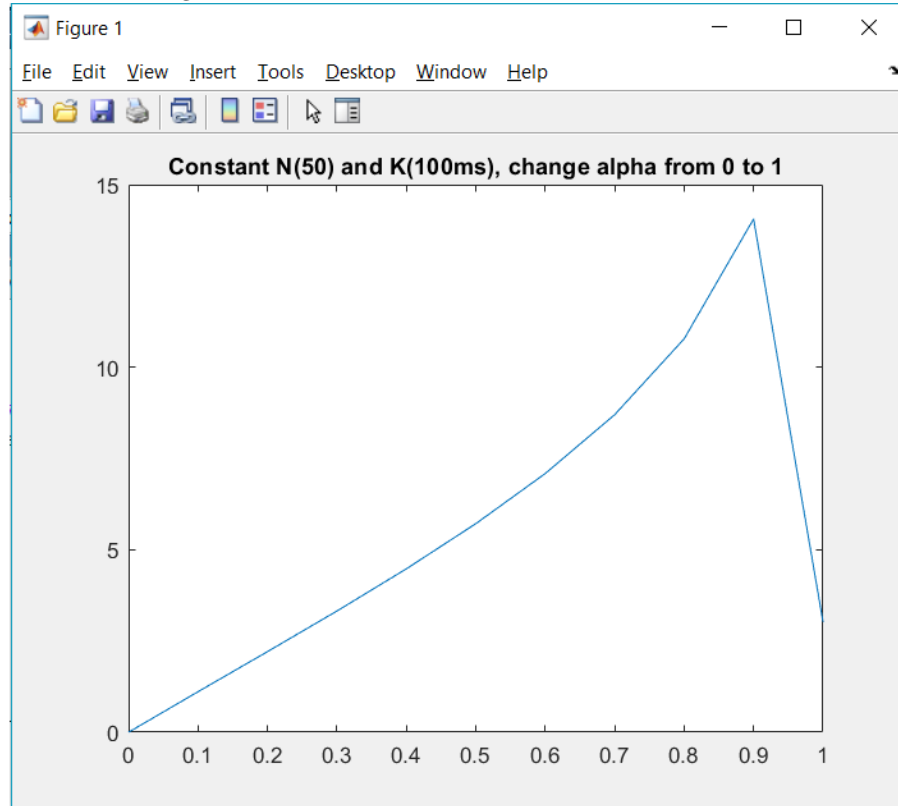 Figure 1
File Edit View Insert Tools Desktop Window Help
Constant N(50) and K(100ms), change alpha from 0 to 1
15
10
5
0
0 0.1 0.2 0.3 0.4 0.5 0.6 0.7 0.8 0.9 1